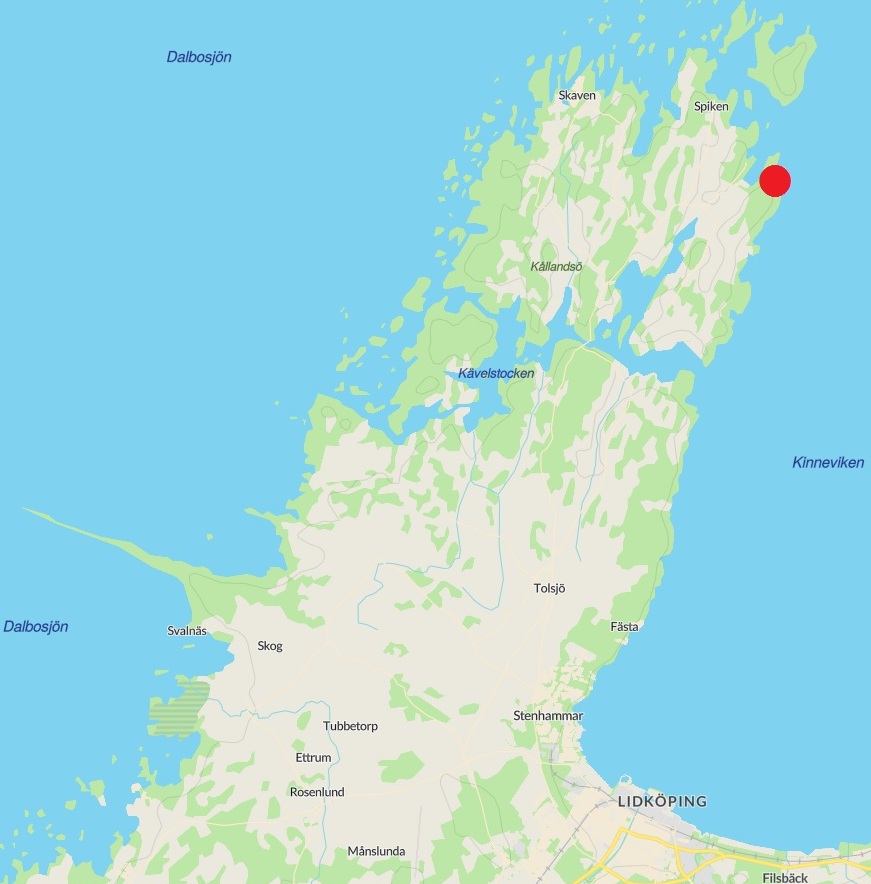 Dalbosjön
Skaven
Spiken
Kållandsö
Kävelstocken
Kinneviken
Tolsjö
Dalbosjön
Svalnäs
Fästa
Skog
Stenhammar
Tubbetorp
Ettrum
Rosenlund
LIDKÖPING
Månslunda
Filsbäck